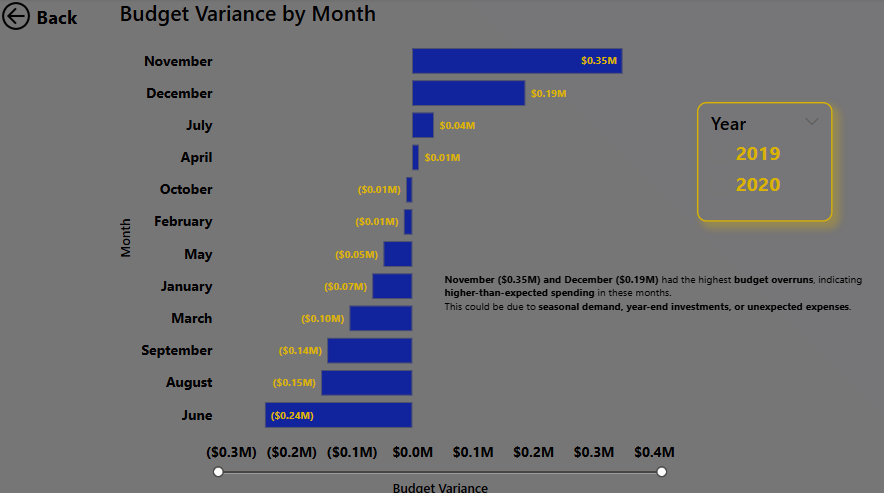 Back
Budget Variance by Month
November $0.35M
December $0.19M
July $0.04M
April $0.01M
October ($0.01M)
February ($0.01M)
May ($0.05M)
January ($0.07M)
March ($0.10M)
September ($0.14M)
August ($0.15M)
June ($0.24M)
Month
($0.3M) ($0.2M) ($0.1M) $0.0M $0.1M $0.2M $0.3M $0.4M
Budget Variance
Year
2019
2020
November ($0.35M) and December ($0.19M) had the highest budget overruns, indicating
higher-than-expected spending in these months.
This could be due to seasonal demand, year-end investments, or unexpected expenses.